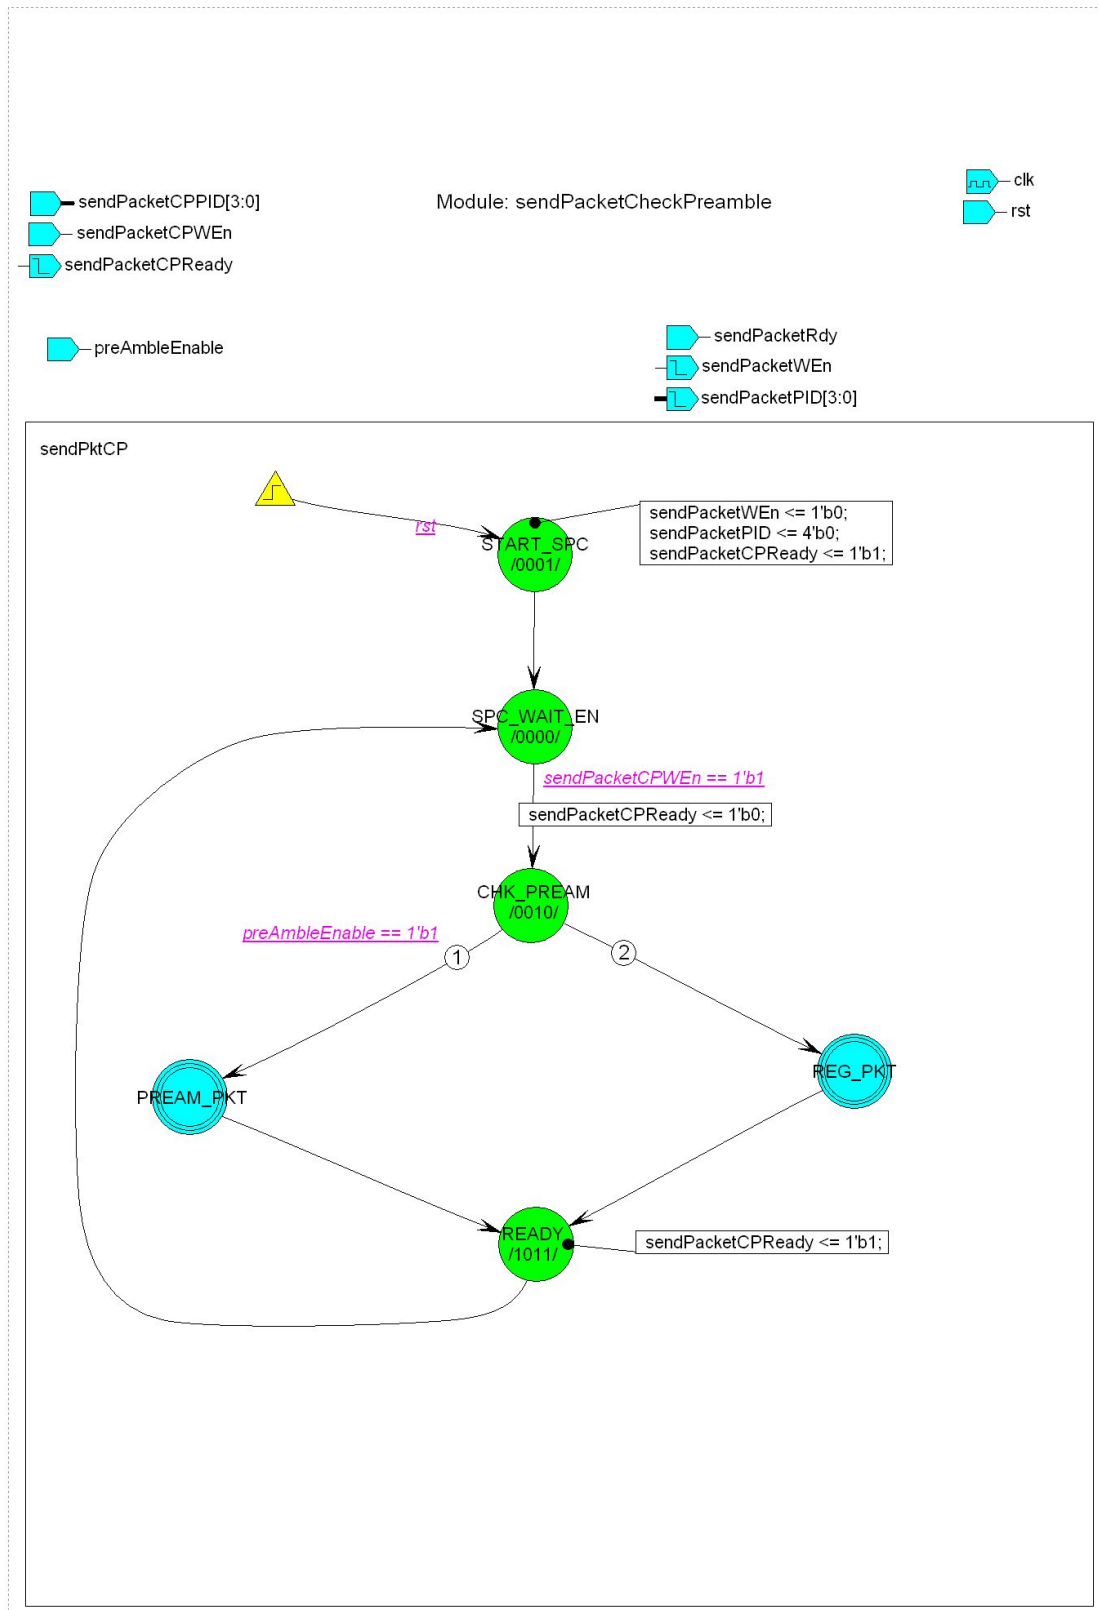 clk
sendPacketCPPID[3:0]
Module: sendPacketCheckPreamble
rst
sendPacketCPWEn
sendPacketCPReady
sendPacketRdy
preAmbleEnable
sendPacketWEn
sendPacketPID[3:0]
sendPktCP
rst
sendPacketWEn <= 1'b0;
sendPacketPID <= 4'b0;
sendPacketCPReady <= 1'b1;
START_SPC
/0001/
SPC_WAIT_EN
/0000/
sendPacketCPWEn == 1'b1
sendPacketCPReady <= 1'b0;
CHK_PREAM
/0010/
preAmbleEnable == 1'b1
1
2
REG_PKT
PREAM_PKT
READY
/1011/
sendPacketCPReady <= 1'b1;